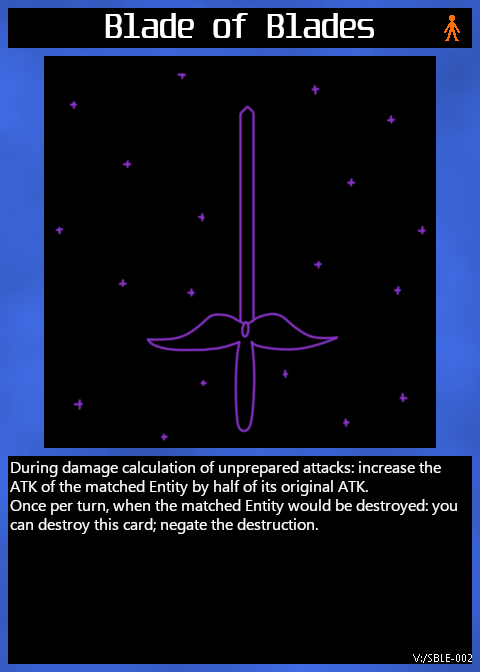 Blade of Blades
During damage calculation of unprepared attacks: increase the
ATK of the matched Entity by half of its original ATK.
Once per turn, when the matched Entity would be destroyed: you
can destroy this card; negate the destruction.
V:/SBLE-002